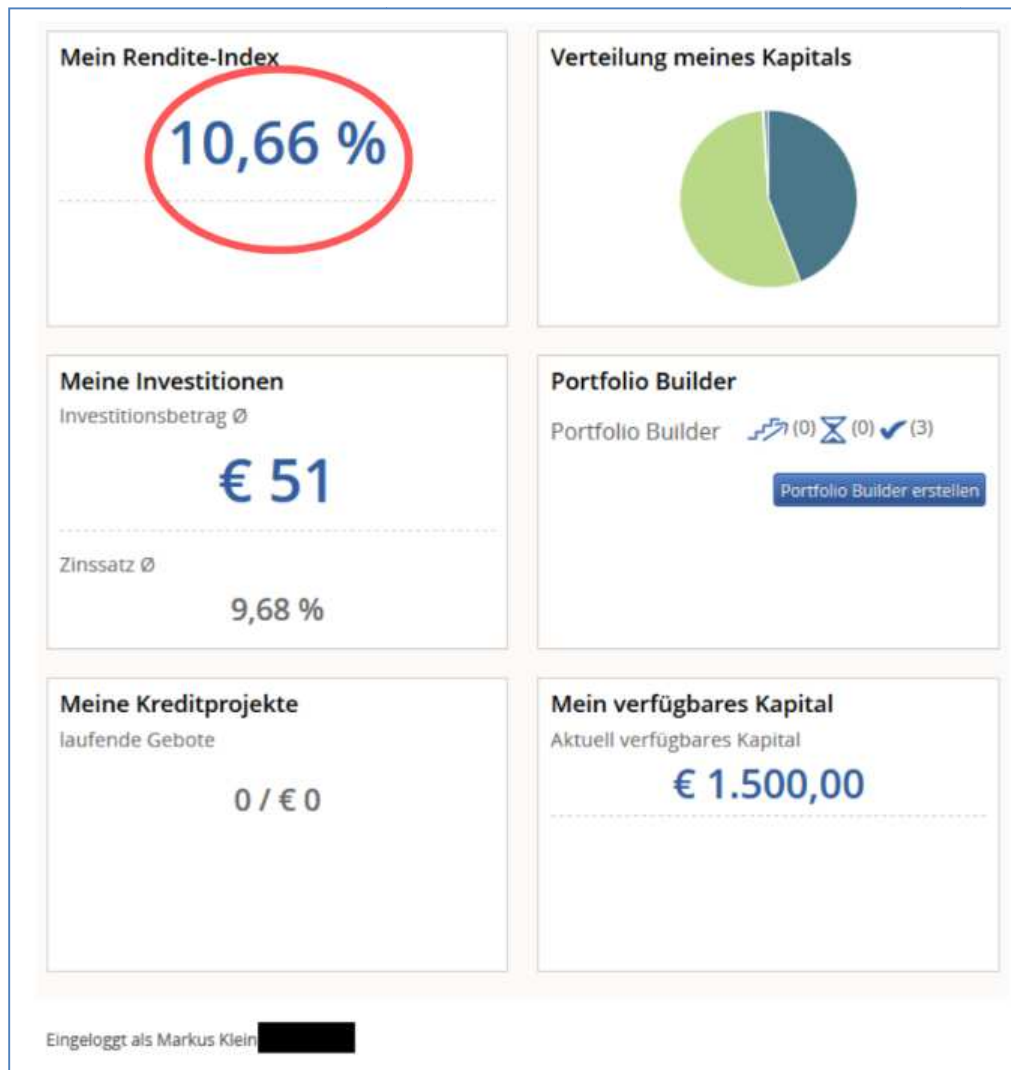 Mein Rendite-Index
10,66 %
Verteilung meines Kapitals
Meine Investitionen
Investitionsbetrag Ø
€ 51
Zinssatz Ø
9,68 %
Portfolio Builder
Portfolio Builder (0) (0) (3)
Portfolio Builder erstellen
Meine Kreditprojekte
laufende Gebote
0 / € 0
Mein verfügbares Kapital
Aktuell verfügbares Kapital
€ 1.500,00
Eingeloggt als Markus Klein